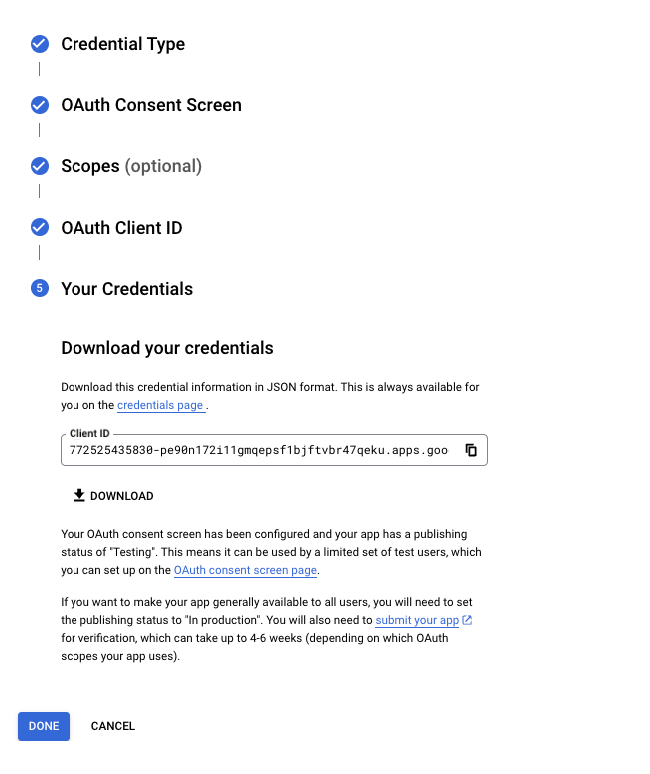 Credential Type
OAuth Consent Screen
Scopes (optional)
OAuth Client ID
5 Your Credentials
Download your credentials
Download this credential information in JSON format. This is always available for
you on the credentials page .
Client ID
772525435830-pe90n172i11gmqepsf1bjftvbr47qeku.apps.goo
DOWNLOAD
Your OAuth consent screen has been configured and your app has a publishing
status of "Testing". This means it can be used by a limited set of test users, which
you can set up on the OAuth consent screen page.
If you want to make your app generally available to all users, you will need to set
the publishing status to "In production". You will also need to submit your app
for verification, which can take up to 4-6 weeks (depending on which OAuth
scopes your app uses).
DONE CANCEL